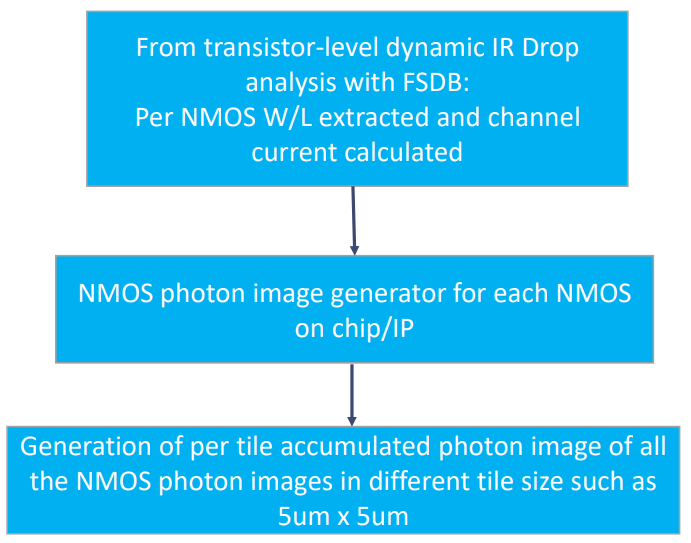 From transistor-level dynamic IR Drop
analysis with FSDB:
Per NMOS W/L extracted and channel
current calculated
NMOS photon image generator for each NMOS
on chip/IP
Generation of per tile accumulated photon image of all
the NMOS photon images in different tile size such as
5um x 5um